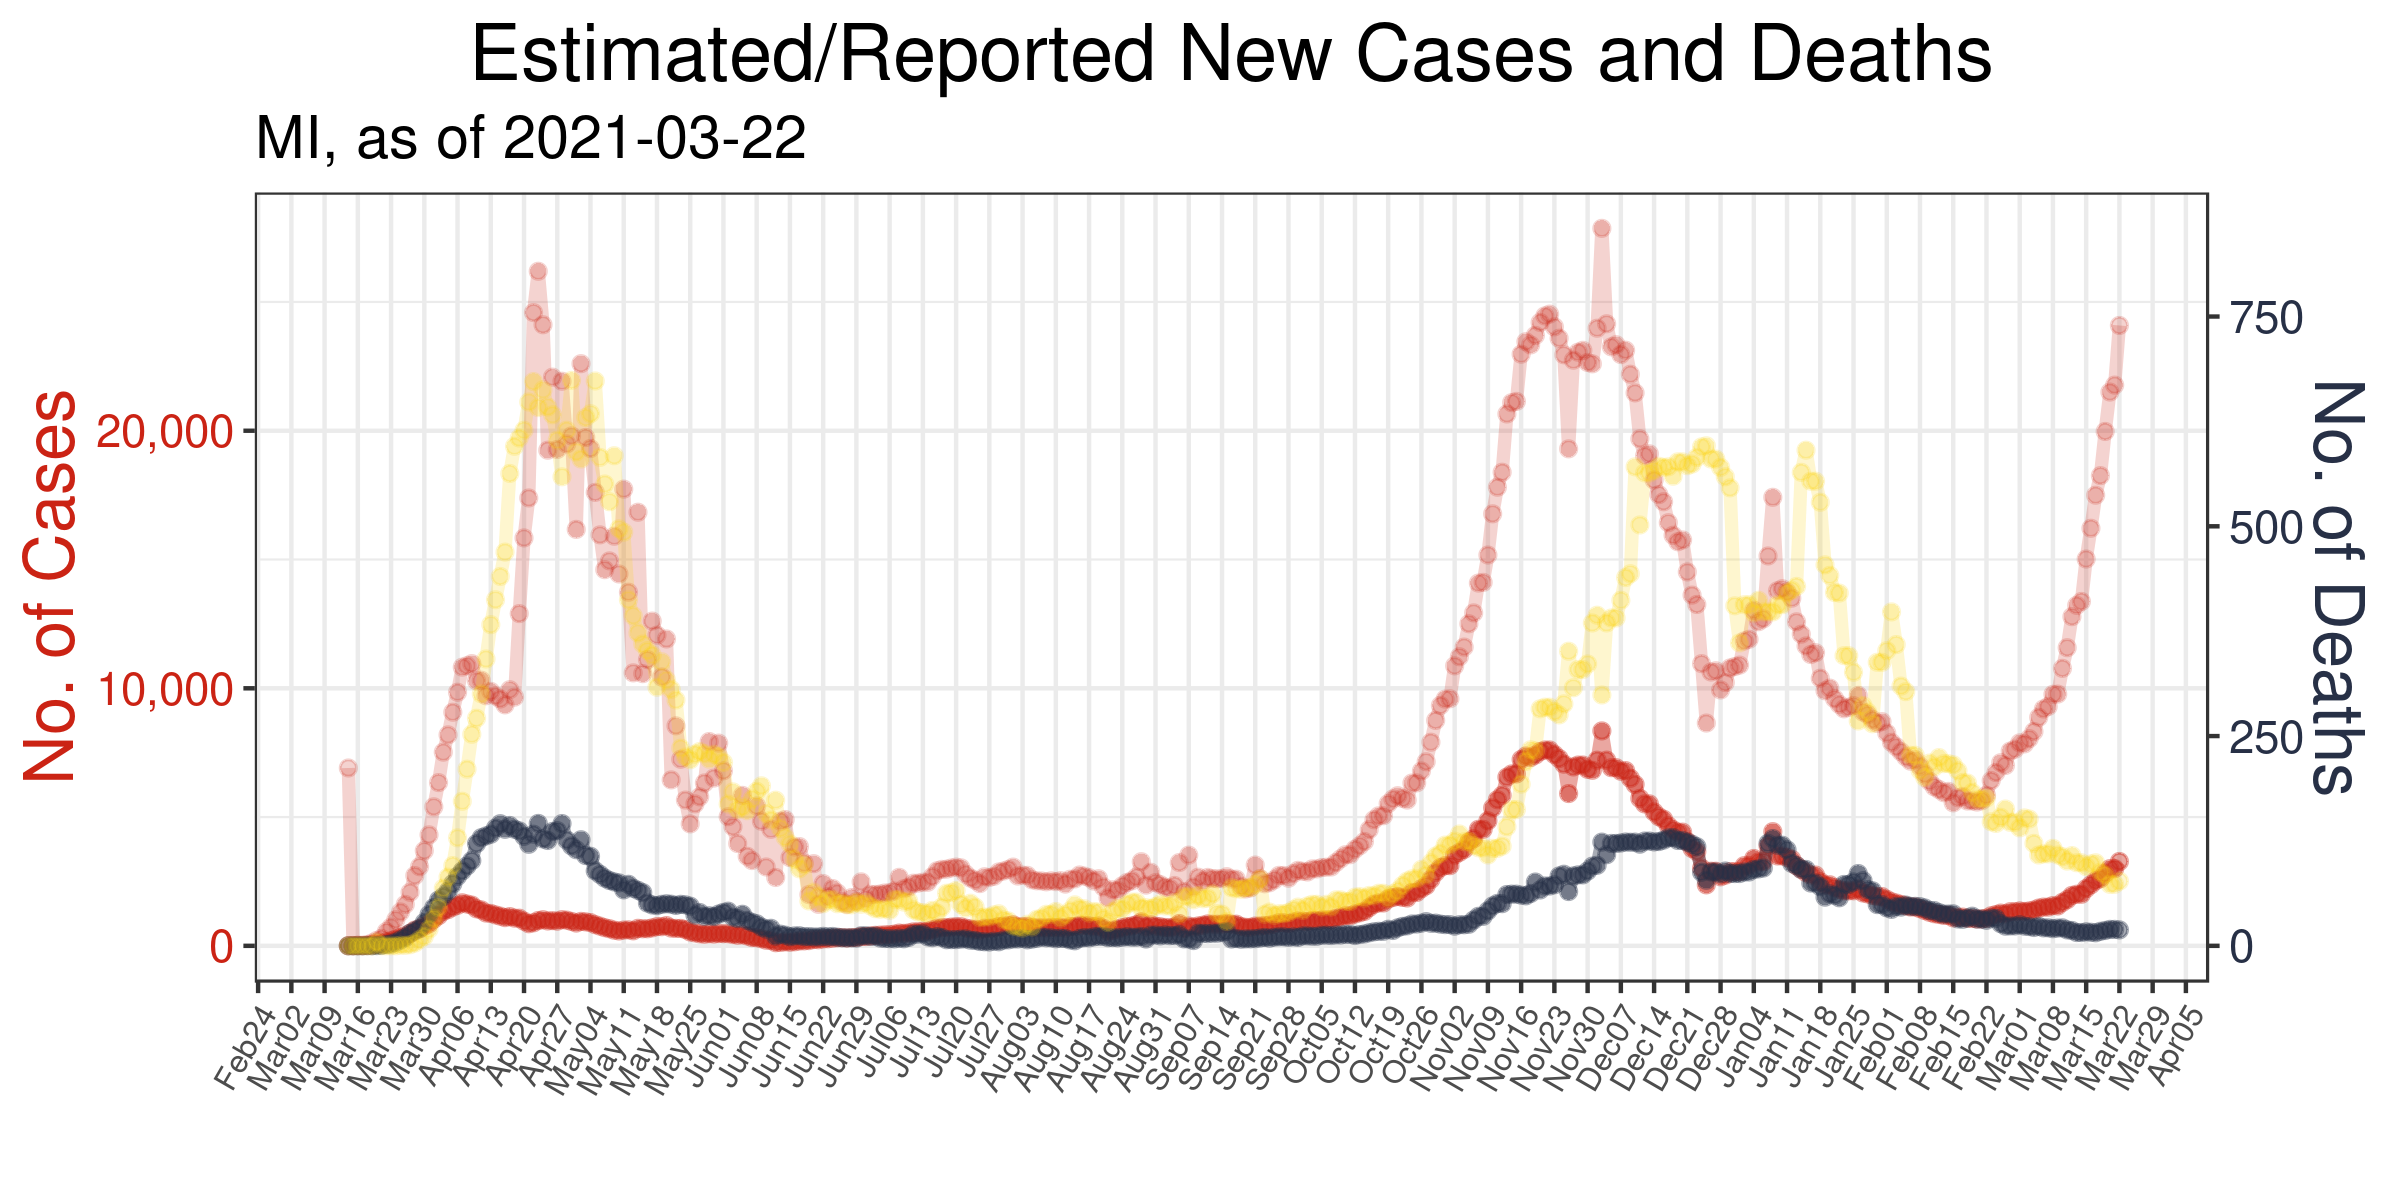 Estimated/Reported New Cases and Deaths
MI, as of 2021-03-22
No. of Cases
20,000
10,000
0
750
500
250
0
No. of Deaths
Feb24
Mar02
Mar09
Mar16
Mar23
Mar30
Apr06
Apr13
Apr20
Apr27
May04
May11
May18
May25
Jun01
Jun08
Jun15
Jun22
Jun29
Jul06
Jul13
Jul20
Jul27
Aug03
Aug10
Aug17
Aug24
Aug31
Sep07
Sep14
Sep21
Sep28
Oct05
Oct12
Oct19
Oct26
Nov02
Nov09
Nov16
Nov23
Nov30
Dec07
Dec14
Dec21
Dec28
Jan04
Jan11
Jan18
Jan25
Feb01
Feb08
Feb15
Feb22
Mar01
Mar08
Mar15
Mar22
Mar29
Apr05